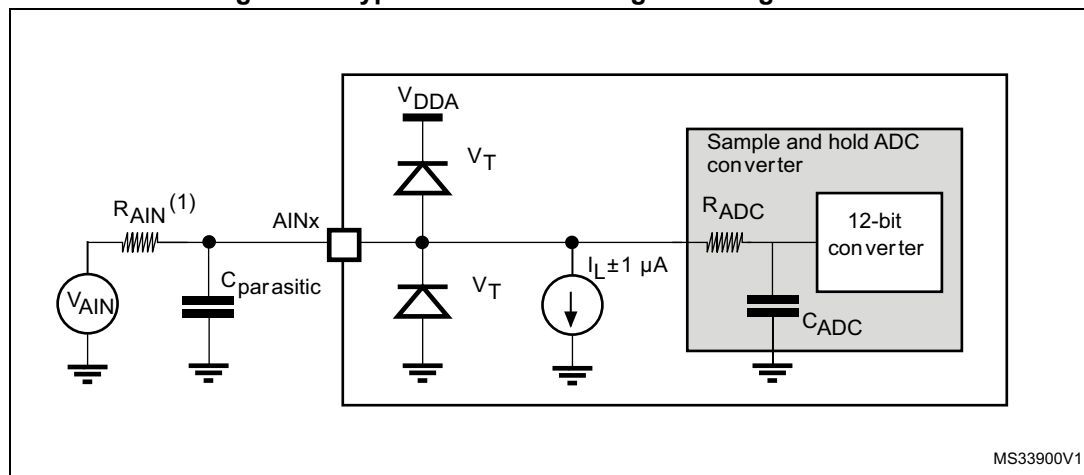 V_DDA
V_T
Sample and hold ADC
converter
R_AIN (1)
AINx
R_ADC
12-bit
converter
I_L±1 µA
V_T
C_parasitic
V_AIN
C_ADC
MS33900V1